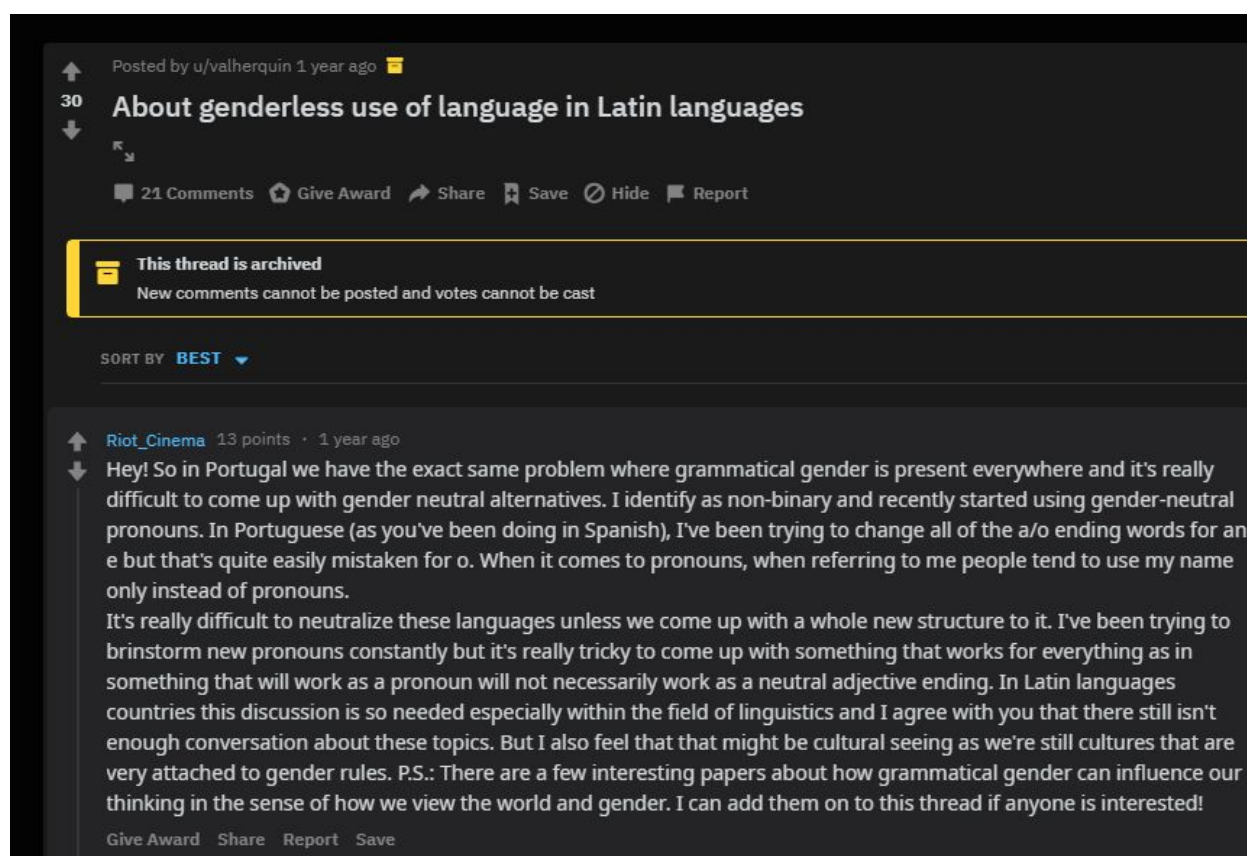 Posted by u/valherquin 1 year ago
30
About genderless use of language in Latin languages
21 Comments Give Award Share Save Hide Report
This thread is archived
New comments cannot be posted and votes cannot be cast
SORT BY BEST
Riot_Cinema 13 points · 1 year ago
Hey! So in Portugal we have the exact same problem where grammatical gender is present everywhere and it's really
difficult to come up with gender neutral alternatives. I identify as non-binary and recently started using gender-neutral
pronouns. In Portuguese (as you've been doing in Spanish), I've been trying to change all of the a/o ending words for an
e but that's quite easily mistaken for o. When it comes to pronouns, when referring to me people tend to use my name
only instead of pronouns.
It's really difficult to neutralize these languages unless we come up with a whole new structure to it. I've been trying to
brinstorm new pronouns constantly but it's really tricky to come up with something that works for everything as in
something that will work as a pronoun will not necessarily work as a neutral adjective ending. In Latin languages
countries this discussion is so needed especially within the field of linguistics and I agree with you that there still isn't
enough conversation about these topics. But I also feel that that might be cultural seeing as we're still cultures that are
very attached to gender rules. P.S.: There are a few interesting papers about how grammatical gender can influence our
thinking in the sense of how we view the world and gender. I can add them on to this thread if anyone is interested!
Give Award Share Report Save